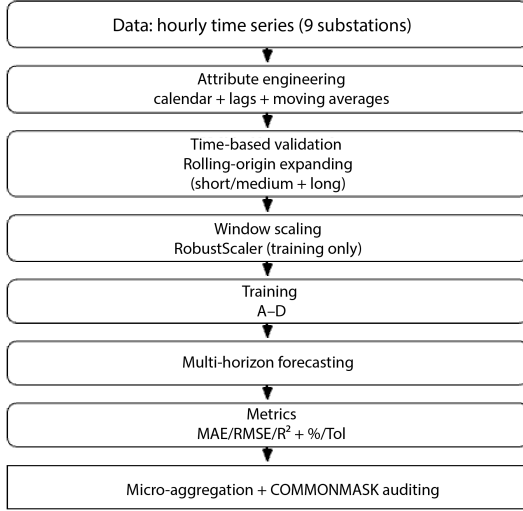 Data: hourly time series (9 substations)
Attribute engineering
calendar + lags + moving averages
Time-based validation
Rolling-origin expanding
(short/medium + long)
Window scaling
RobustScaler (training only)
Training
A–D
Multi-horizon forecasting
Metrics
MAE/RMSE/R² + %/Tol
Micro-aggregation + COMMONMASK auditing